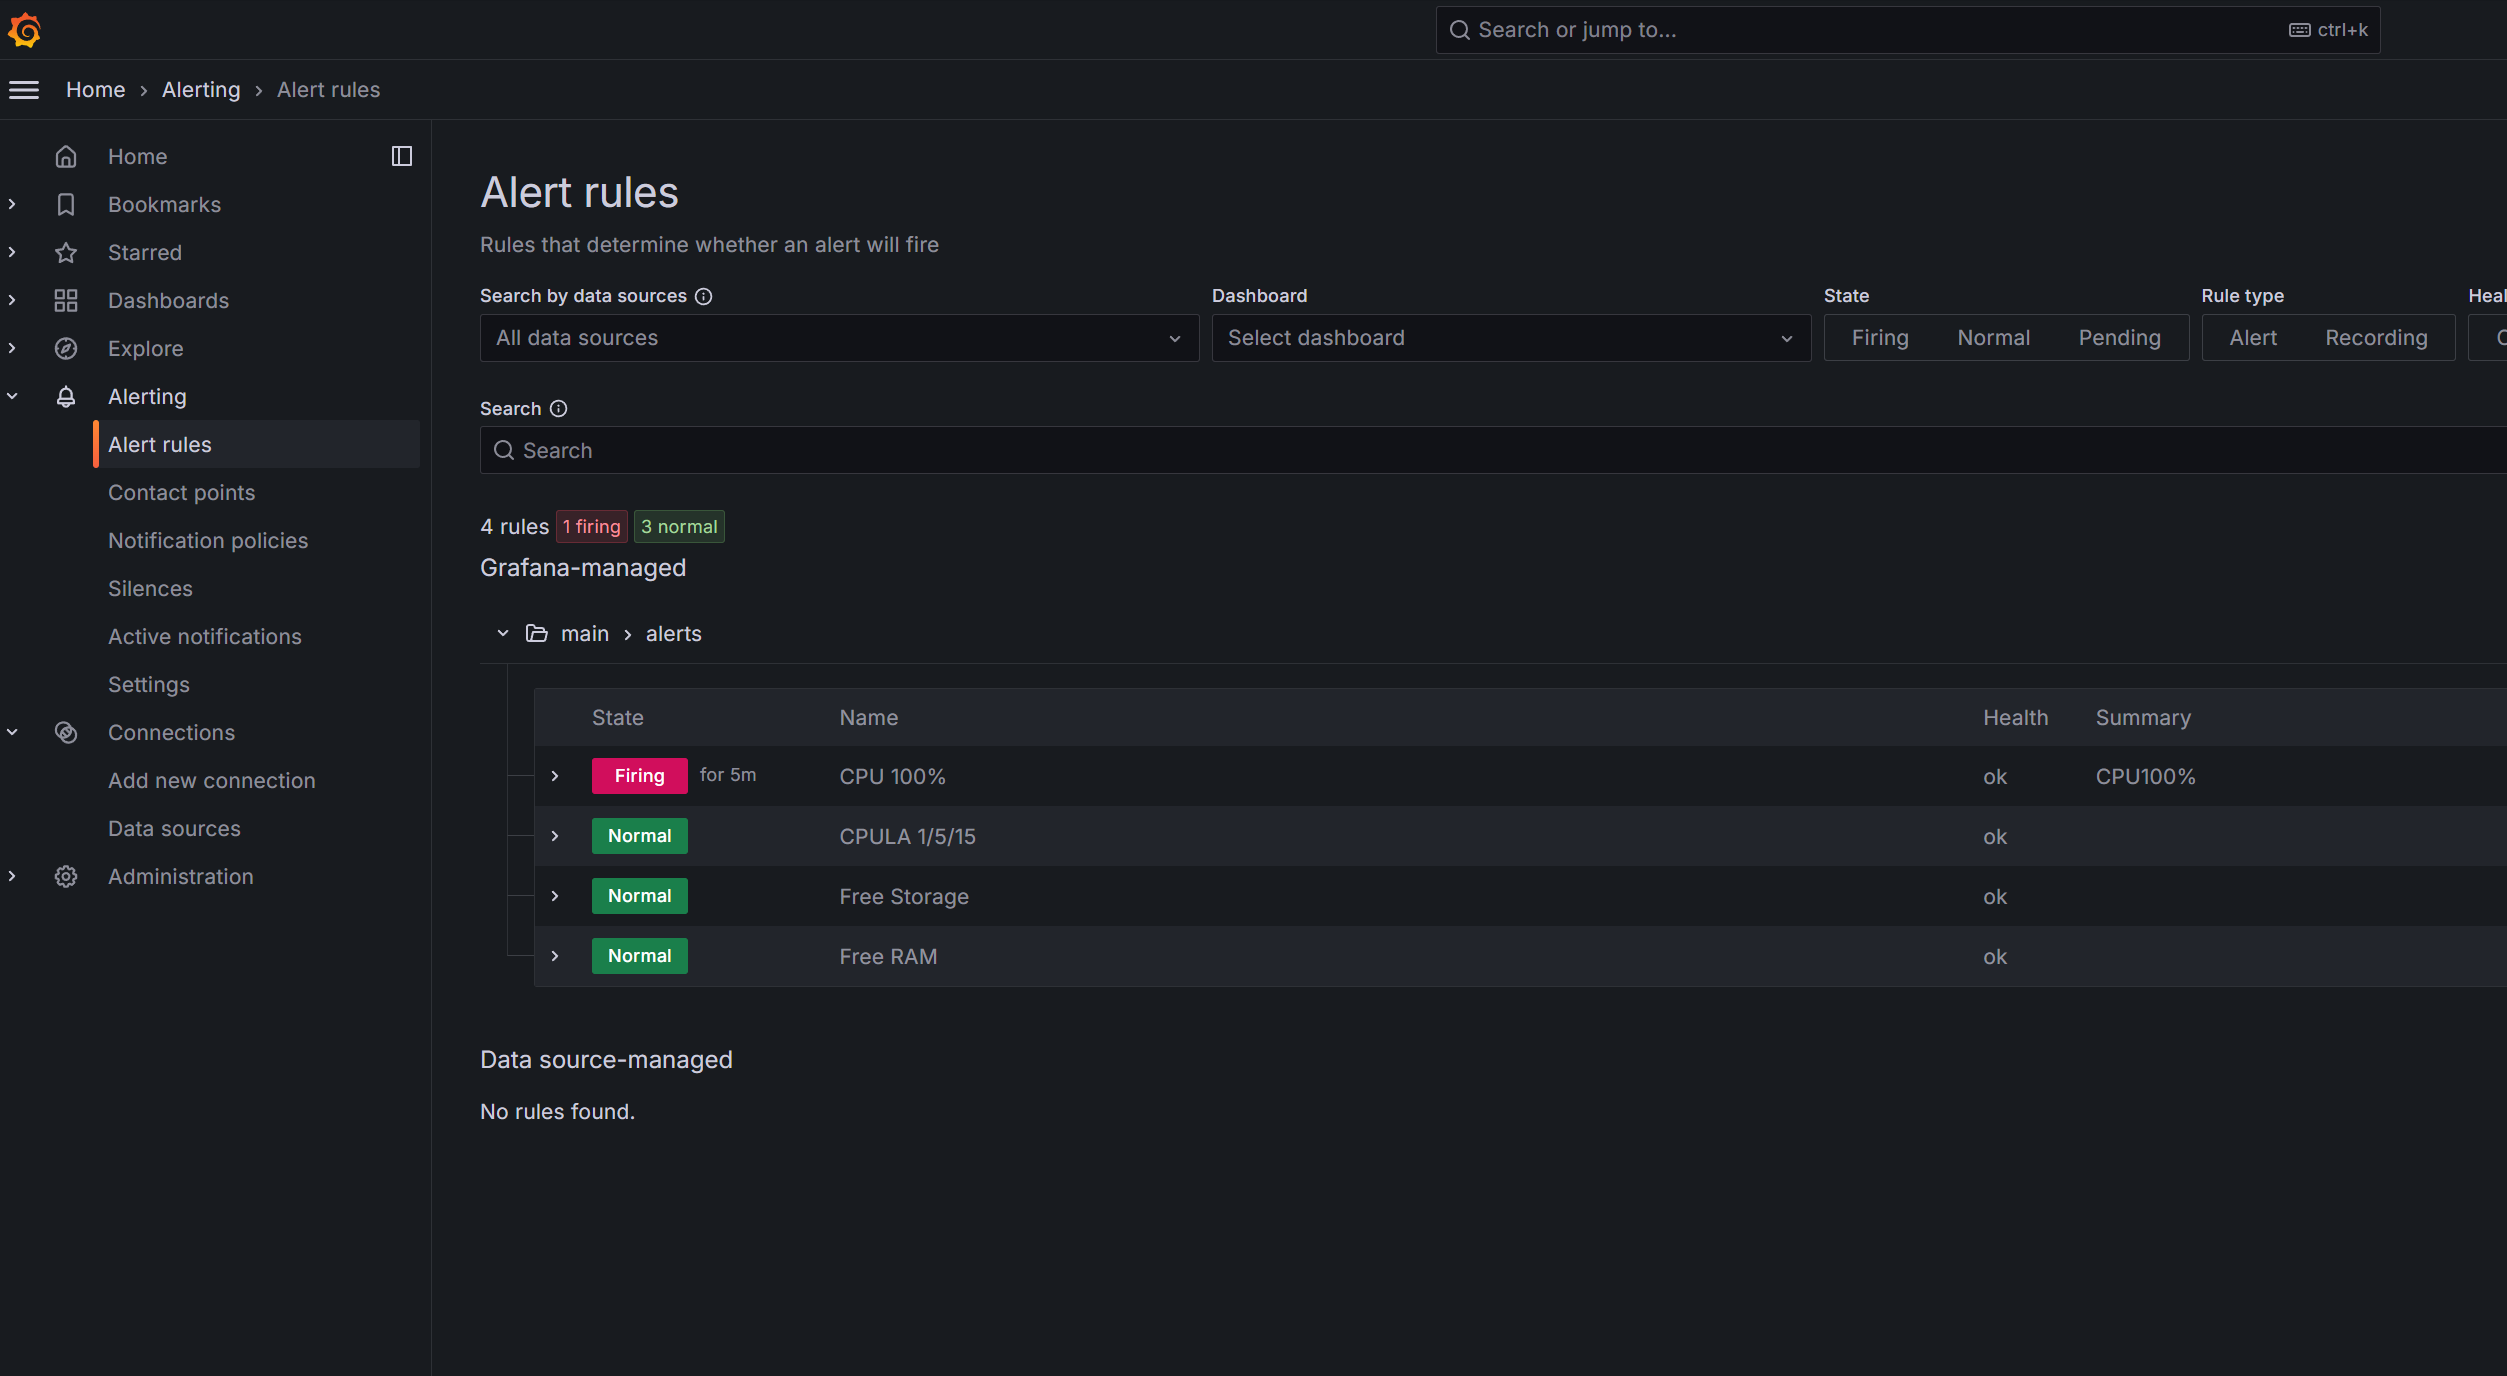 Search or jump to...
ctrl+k
Home > Alerting > Alert rules
Home
Bookmarks
Starred
Dashboards
Explore
Alerting
Alert rules
Contact points
Notification policies
Silences
Active notifications
Settings
Connections
Add new connection
Data sources
Administration
Alert rules
Rules that determine whether an alert will fire
Search by data sources
All data sources
Dashboard
Select dashboard
State
Firing Normal Pending
Rule type
Alert Recording
Search
Search
4 rules 1 firing 3 normal
Grafana-managed
main > alerts
State Name Health Summary
Firing for 5m CPU 100% ok CPU100%
Normal CPULA 1/5/15 ok
Normal Free Storage ok
Normal Free RAM ok
Data source-managed
No rules found.